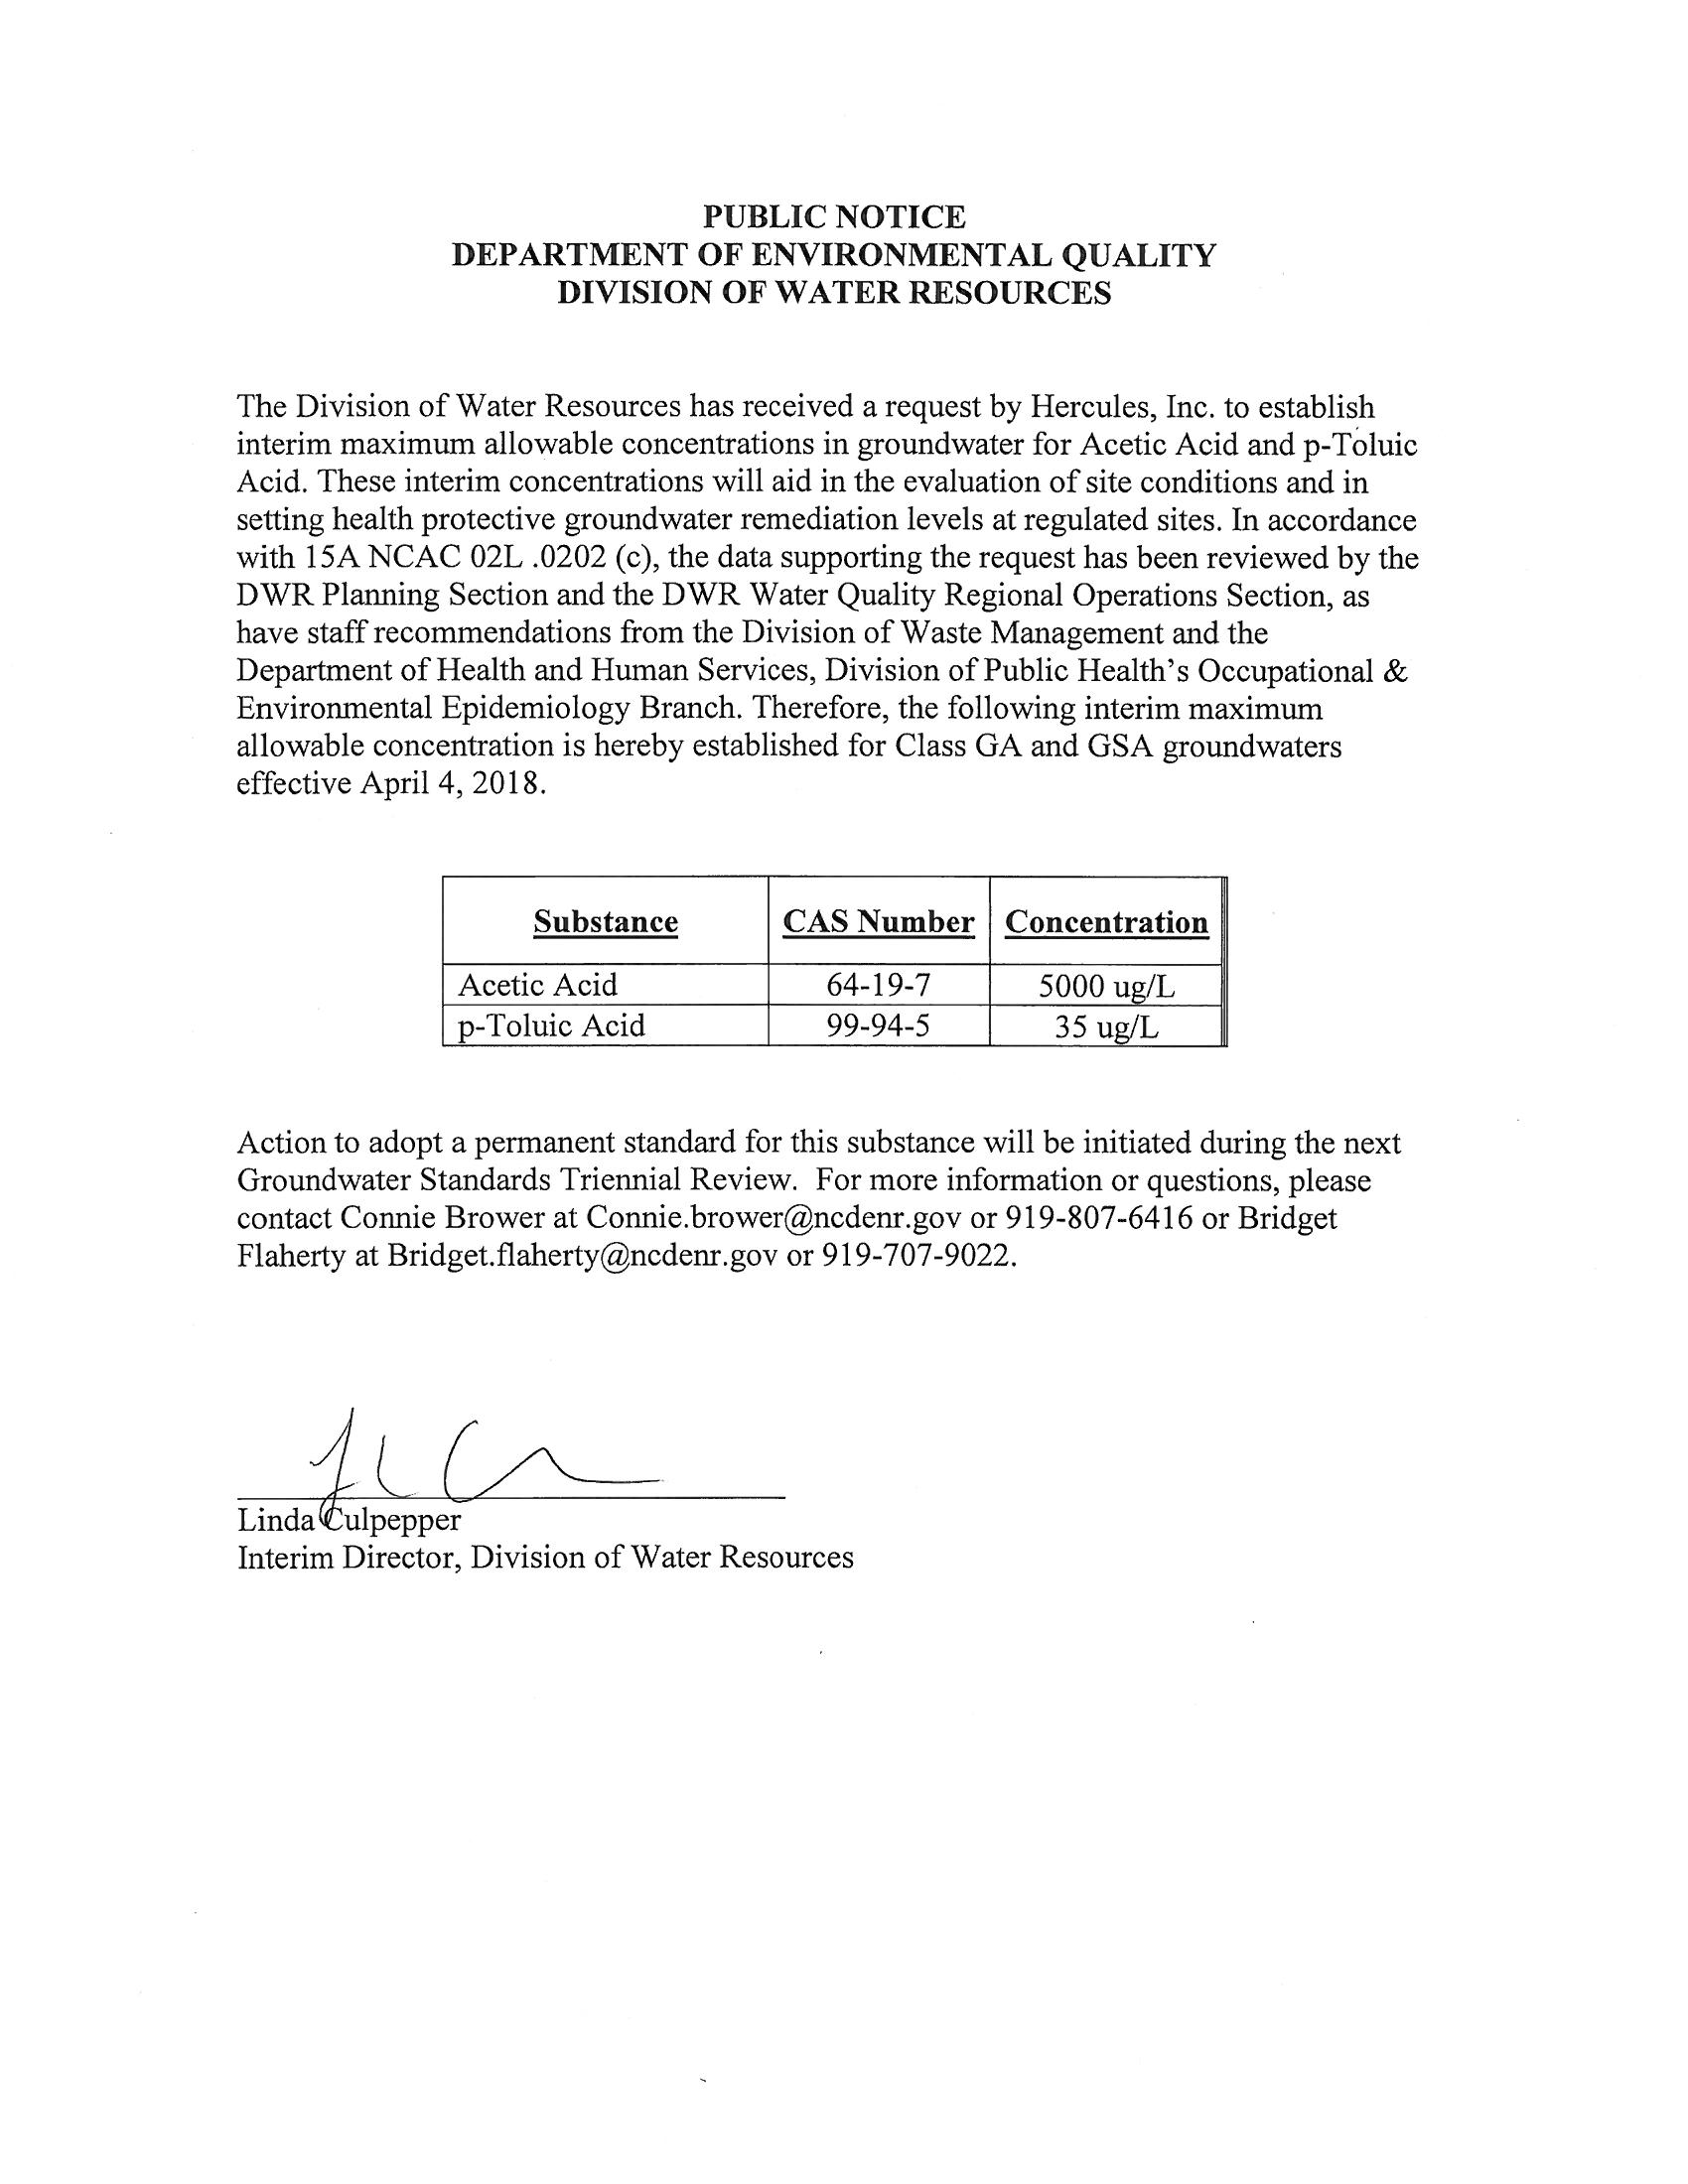 PUBLIC NOTICE
DEPARTMENT OF ENVIRONMENTAL QUALITY
DIVISION OF WATER RESOURCES
The Division of Water Resources has received a request by Hercules, Inc. to establish
interim maximum allowable concentrations in groundwater for Acetic Acid and p-Toluic
Acid. These interim concentrations will aid in the evaluation of site conditions and in
setting health protective groundwater remediation levels at regulated sites. In accordance
with 15A NCAC 02L .0202 (c), the data supporting the request has been reviewed by the
DWR Planning Section and the DWR Water Quality Regional Operations Section, as
have staff recommendations from the Division of Waste Management and the
Department of Health and Human Services, Division of Public Health's Occupational &
Environmental Epidemiology Branch. Therefore, the following interim maximum
allowable concentration is hereby established for Class GA and GSA groundwaters
effective April 4, 2018.
Substance CAS Number Concentration
Acetic Acid 64-19-7 5000 ug/L
p-Toluic Acid 99-94-5 35 ug/L
Action to adopt a permanent standard for this substance will be initiated during the next
Groundwater Standards Triennial Review. For more information or questions, please
contact Connie Brower at Connie.brower@ncdenr.gov or 919-807-6416 or Bridget
Flaherty at Bridget.flaherty@ncdenr.gov or 919-707-9022.
Linda Culpepper
Interim Director, Division of Water Resources